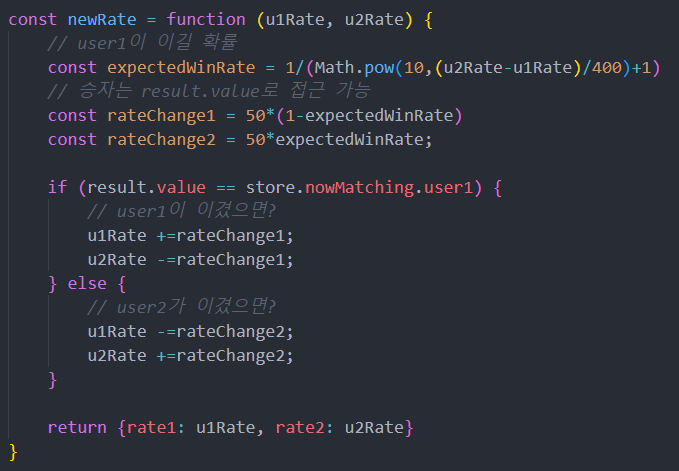 const newRate = function (u1Rate, u2Rate) {
    // user1이 이길 확률
    const expectedWinRate = 1/(Math.pow(10,(u2Rate-u1Rate)/400)+1)
    // 승자는 result.value로 접근 가능
    const rateChange1 = 50*(1-expectedWinRate)
    const rateChange2 = 50*expectedWinRate;

    if (result.value == store.nowMatching.user1) {
        // user1이 이겼으면?
        u1Rate +=rateChange1;
        u2Rate -=rateChange1;
    } else {
        // user2가 이겼으면?
        u1Rate -=rateChange2;
        u2Rate +=rateChange2;
    }

    return {rate1: u1Rate, rate2: u2Rate}
}